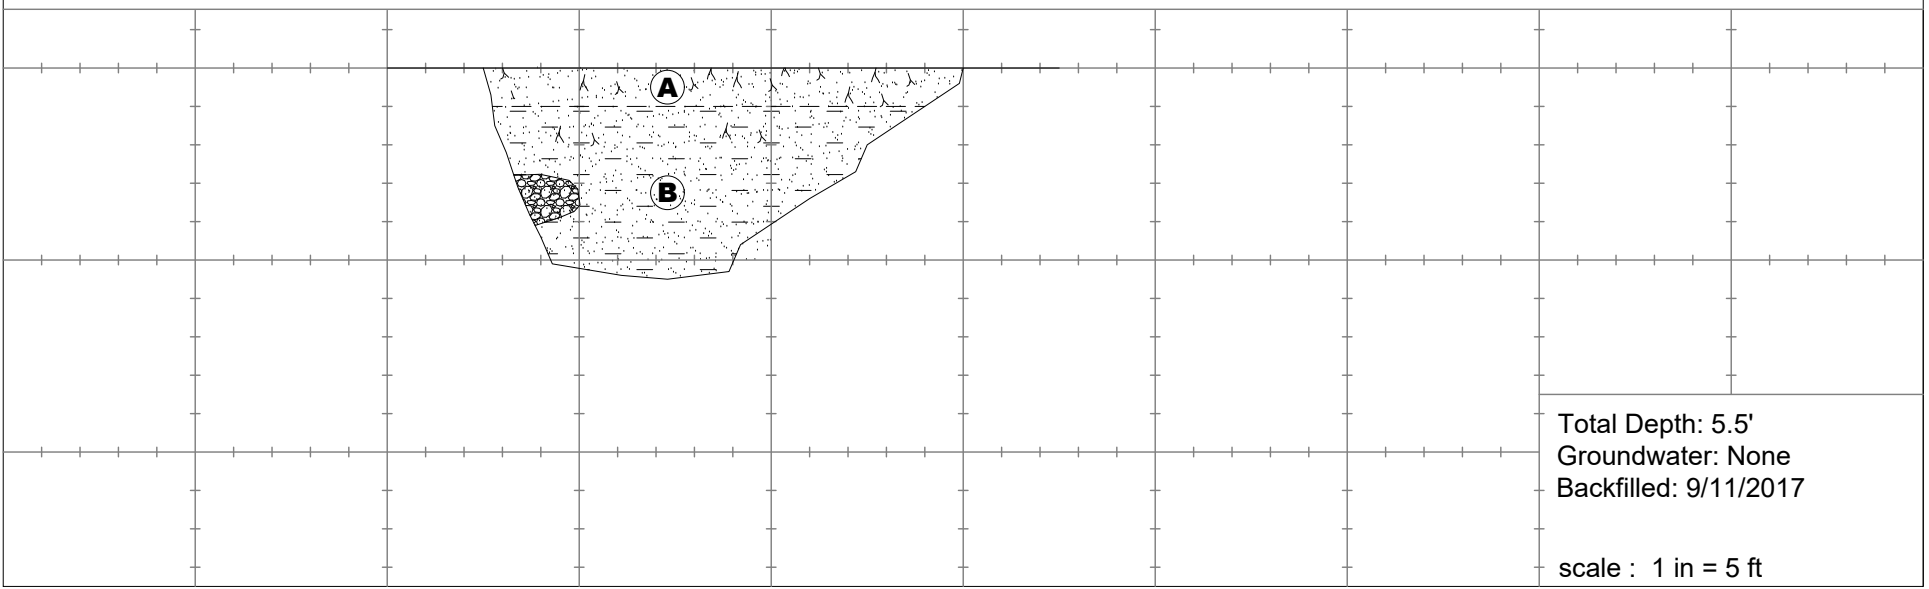 A
B
Total Depth: 5.5'
Groundwater: None
Backfilled: 9/11/2017
scale : 1 in = 5 ft